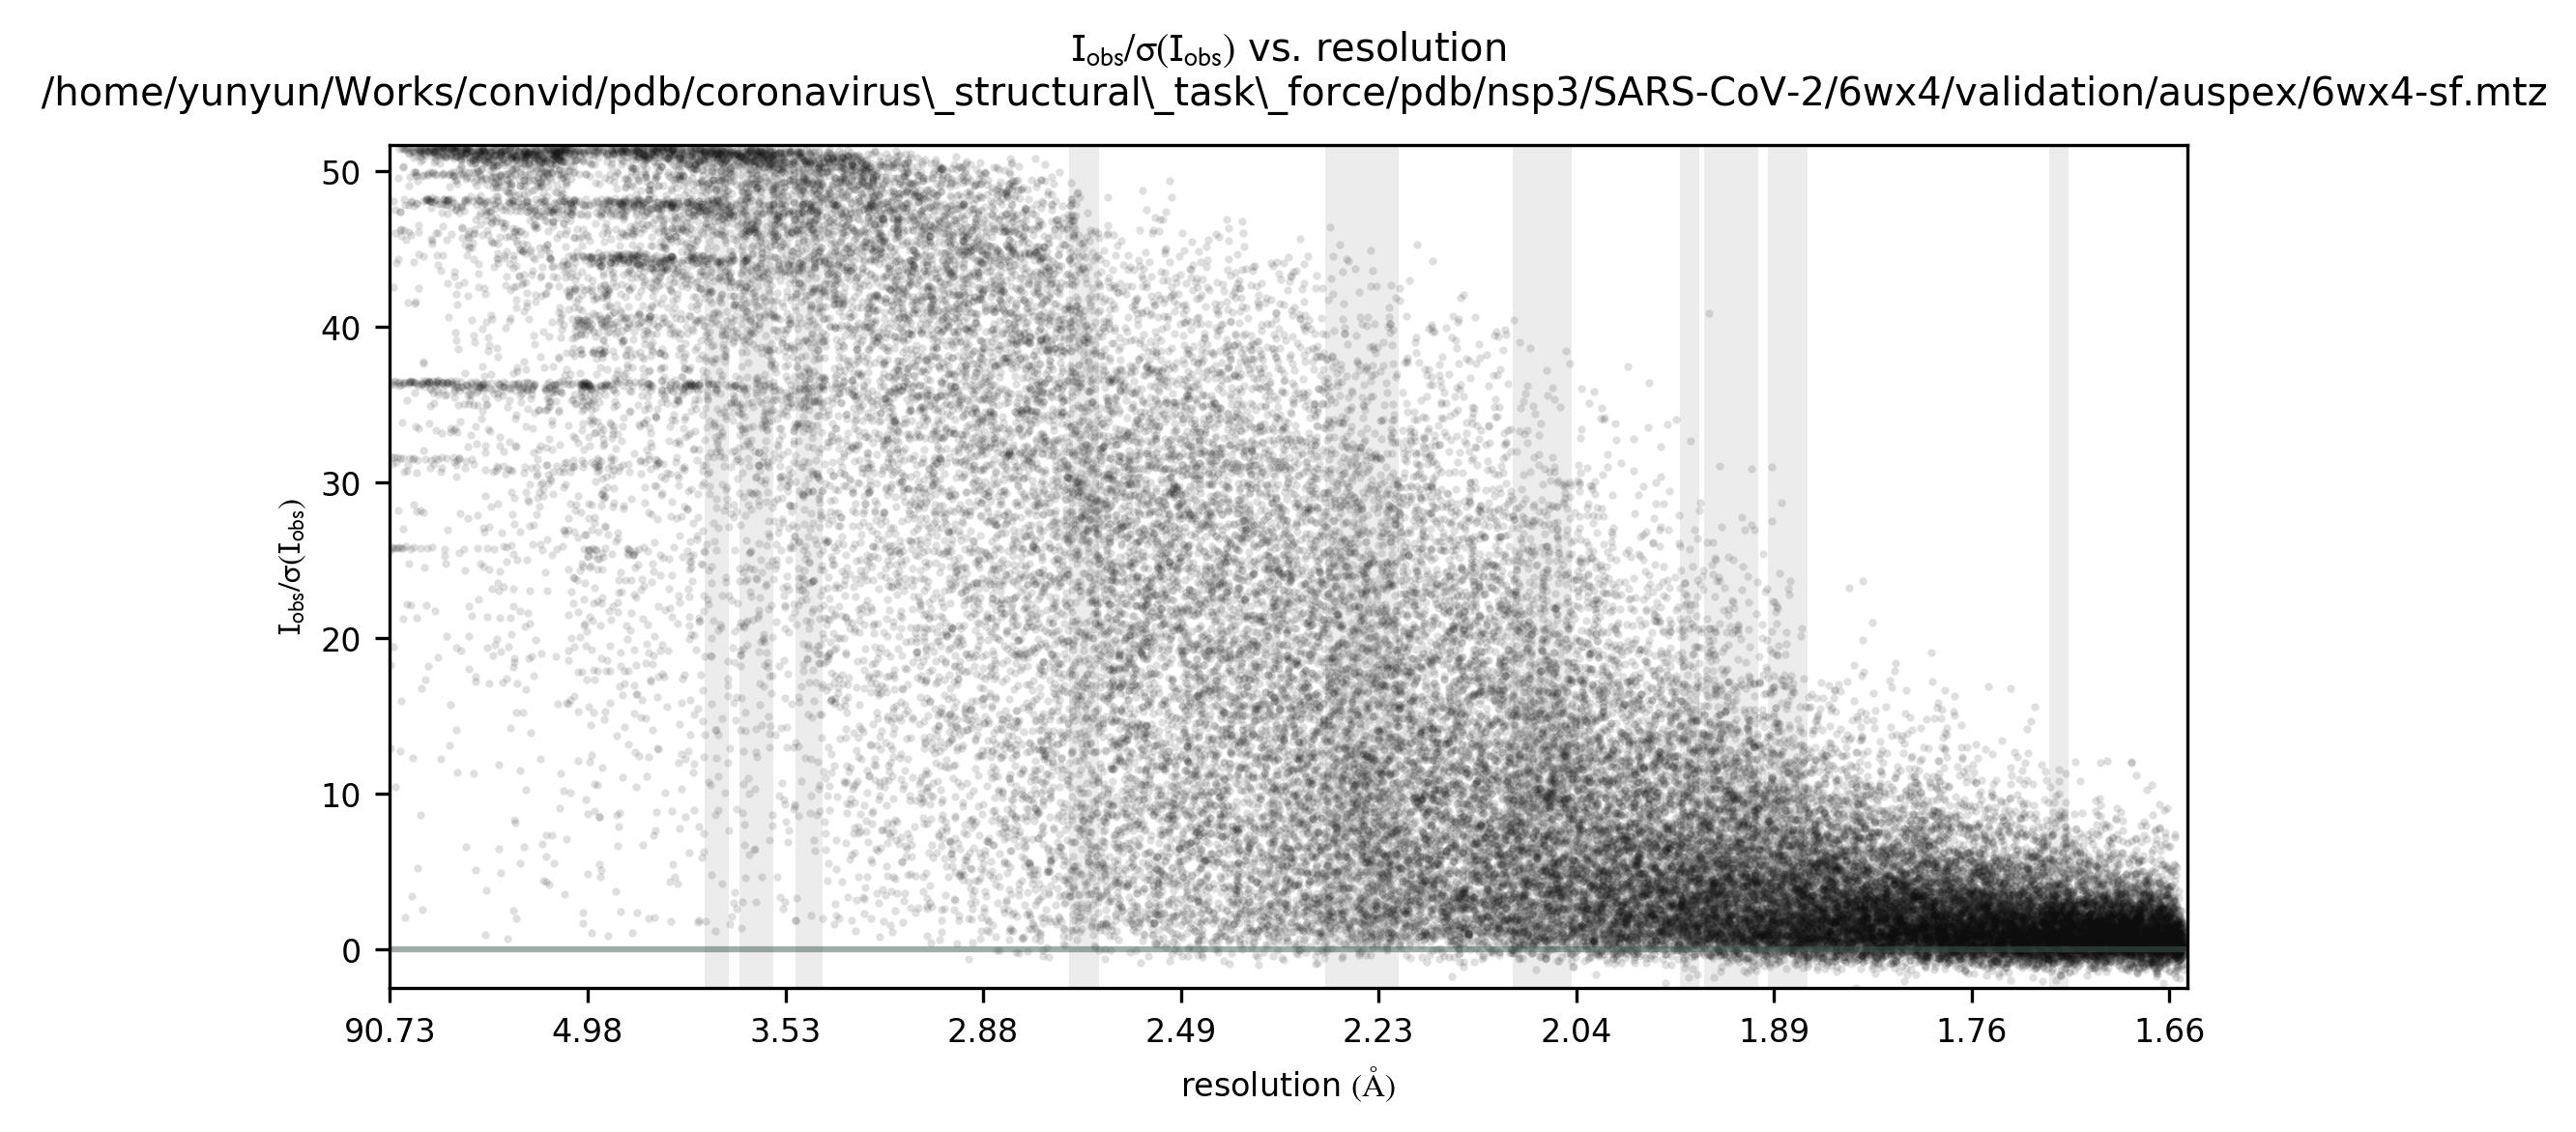 Iobs/σ(Iobs) vs. resolution
/home/yunyun/Works/convid/pdb/coronavirus\_structural\_task\_force/pdb/nsp3/SARS-CoV-2/6wx4/validation/auspex/6wx4-sf.mtz
50
40
30
20
10
0
Iobs/σ(Iobs)
90.73 4.98 3.53 2.88 2.49 2.23 2.04 1.89 1.76 1.66
resolution (Å)